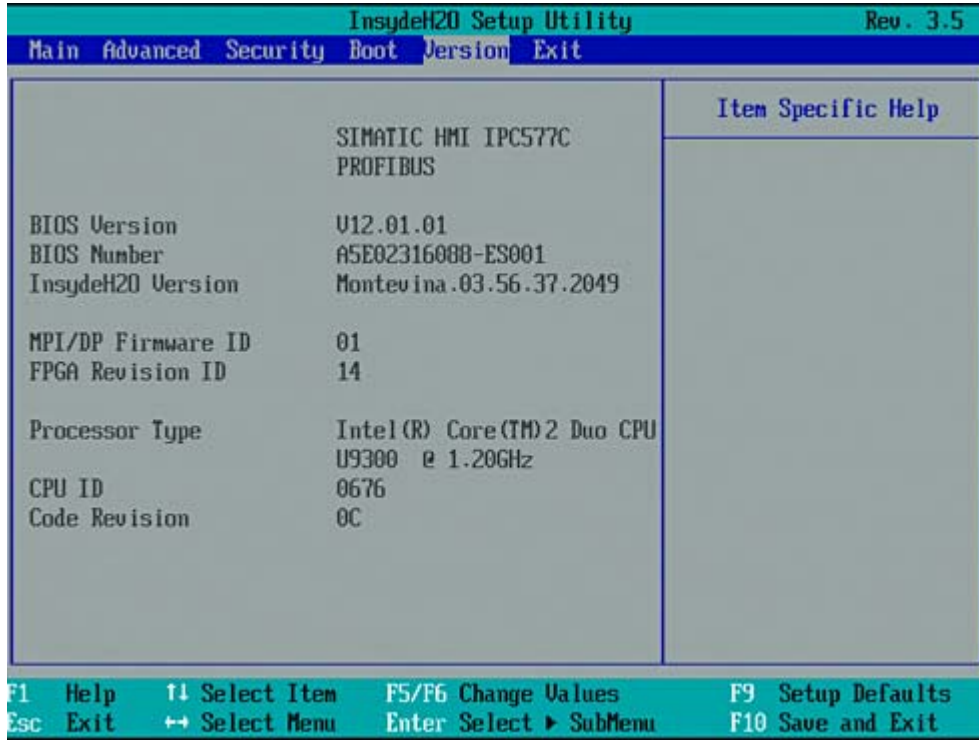 InsydeH2O Setup Utility Rev. 3.5
Main Advanced Security Boot Version Exit
Item Specific Help
SIMATIC HMI IPC577C
PROFIBUS
BIOS Version V12.01.01
BIOS Number A5E02316088-ES001
InsydeH2O Version Montevina.03.56.37.2049
MPI/DP Firmware ID 01
FPGA Revision ID 14
Processor Type Intel(R) Core(TM)2 Duo CPU
U9300 @ 1.20GHz
CPU ID 0676
Code Revision 0C
F1 Help ↑↓ Select Item F5/F6 Change Values F9 Setup Defaults
Esc Exit ↔ Select Menu Enter Select ▶ SubMenu F10 Save and Exit